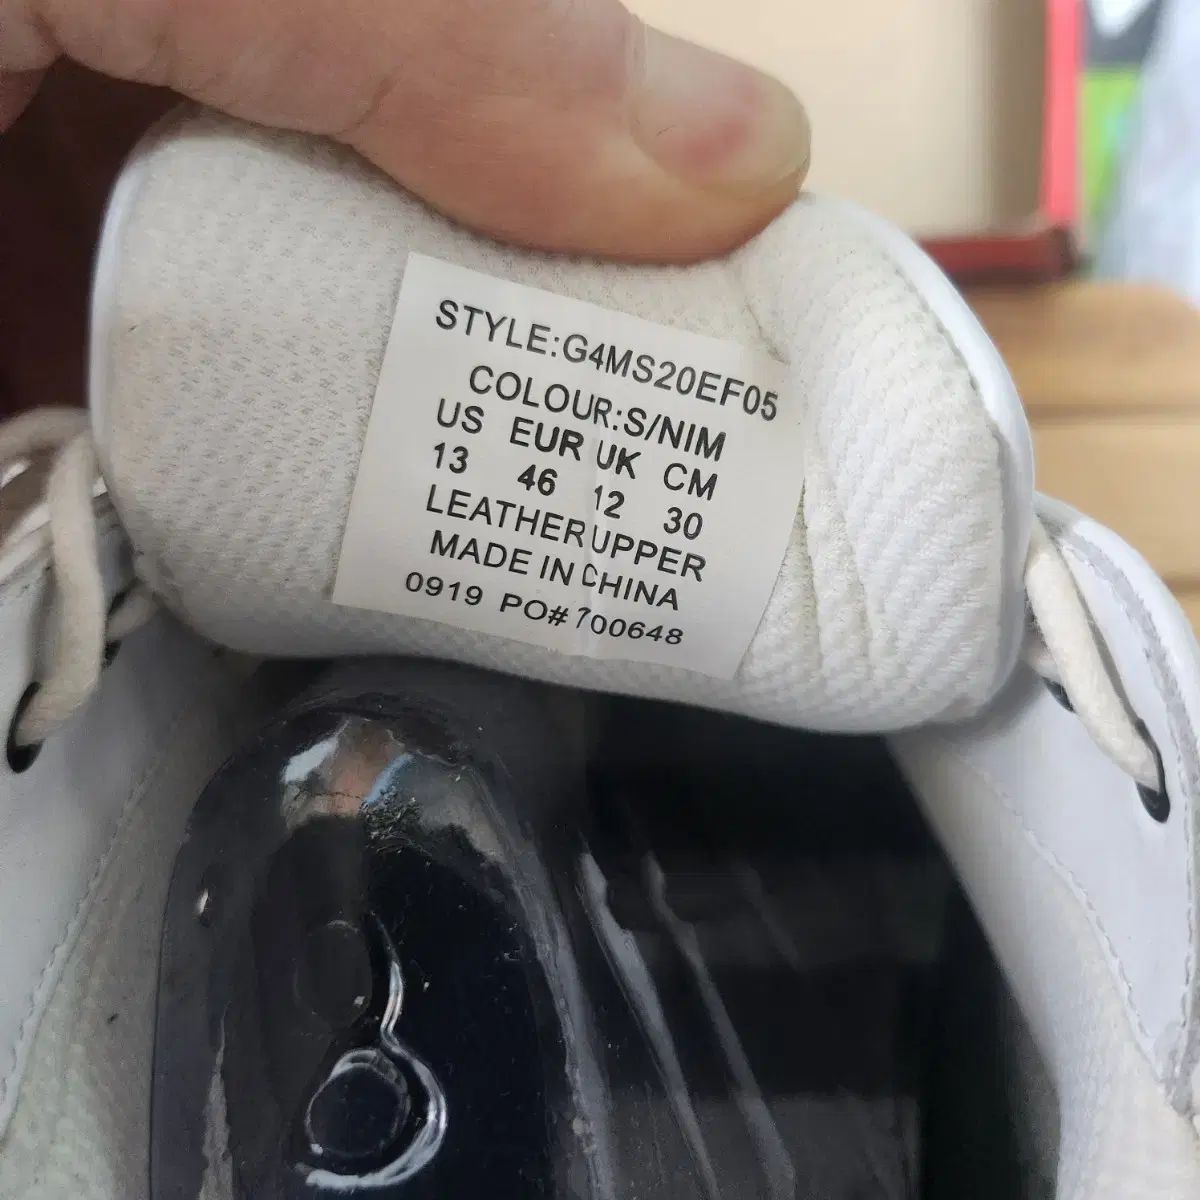 STYLE:G4MS20EF05
COLOUR:S/NIM
US EUR UK CM
13 46 12 30
LEATHER UPPER
MADE IN CHINA
0919 PO#700648